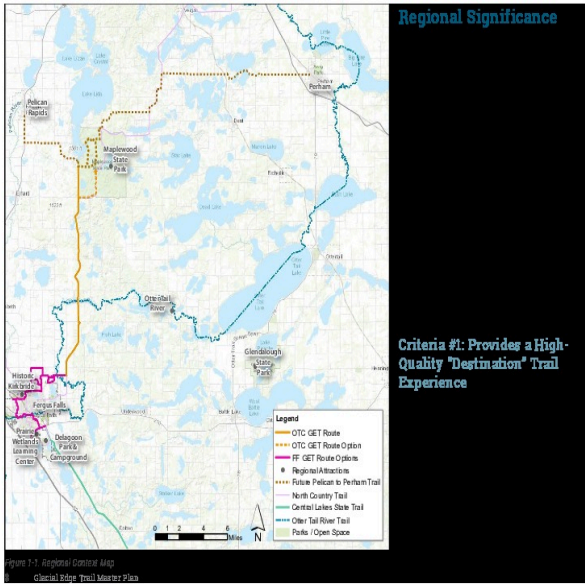 Regional Significance
Perham
Pelican
Rapids
Maplewood
State
Park
Otter Tail
River
Glendalough
State
Park
Historic
Kirkbride
Fergus Falls
Prairie
Wetlands
Learning
Center
Delagoon
Park &
Campground
Criteria #1: Provides a High-
Quality "Destination" Trail
Experience
Legend
OTC GET Route
OTC GET Route Option
FF GET Route Options
Regional Attractions
Future Pelican to Perham Trail
North Country Trail
Central Lakes State Trail
Otter Tail River Trail
Parks / Open Space
0 1 2 4 6
Miles
N
Figure 1-1. Regional Context Map
8 Glacial Edge Trail Master Plan